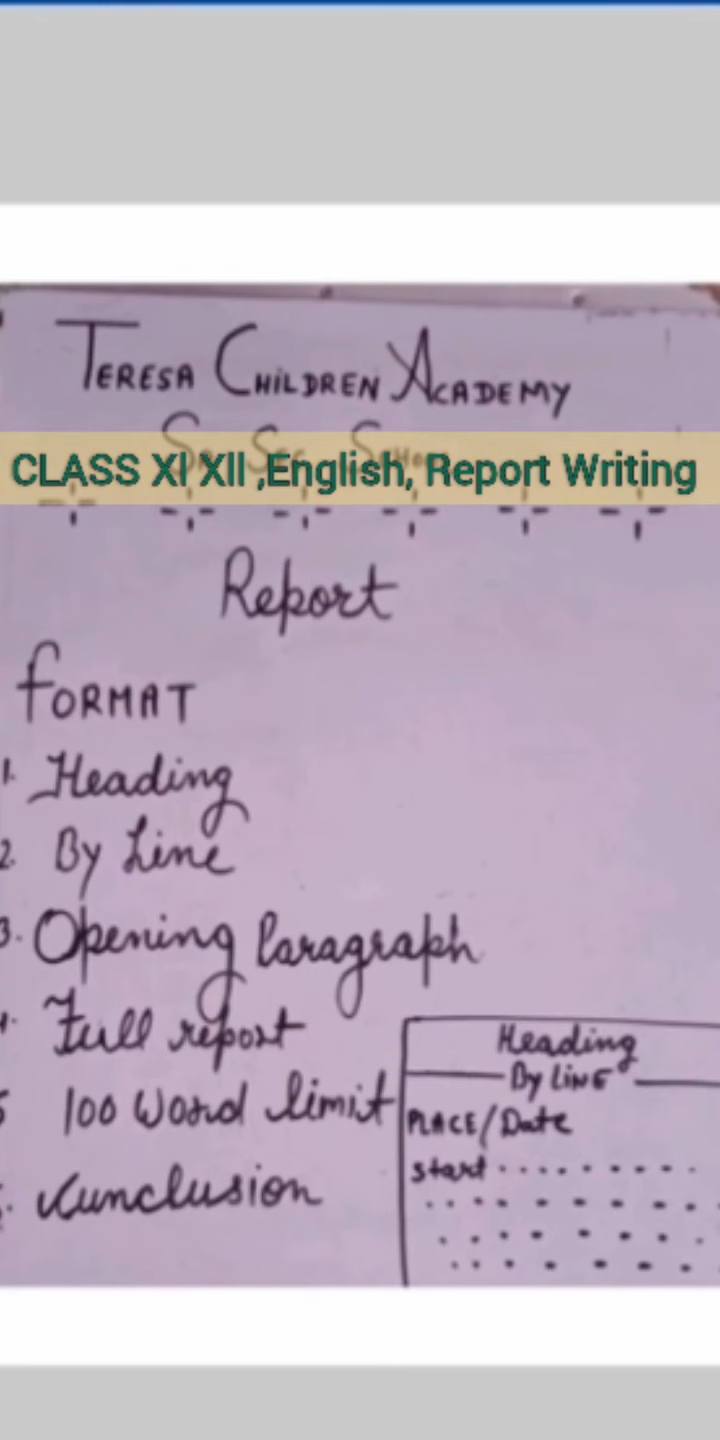 TERESA CHILDREN ACADEMY
CLASS XI XII ,English, Report Writing
Report
FORMAT
1. Heading
2. By Line
3. Opening Paragraph
Full report
100 Word limit
Kunclusion
Heading
By LINE
PLACE/Date
start . . . . . . . . .